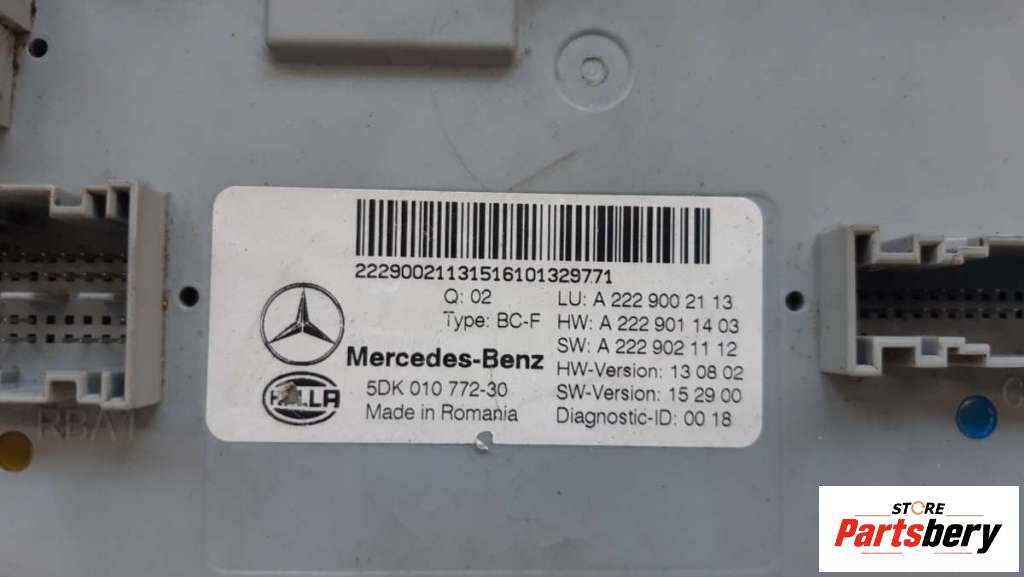 22290021131516101329771
Q: 02
Type: BC-F
LU: A 222 900 21 13
HW: A 222 901 14 03
SW: A 222 902 11 12
HW-Version: 13 08 02
SW-Version: 15 29 00
Diagnostic-ID: 00 18
Mercedes-Benz
HELLA
5DK 010 772-30
Made in Romania
RBA1
STORE
Partsbery